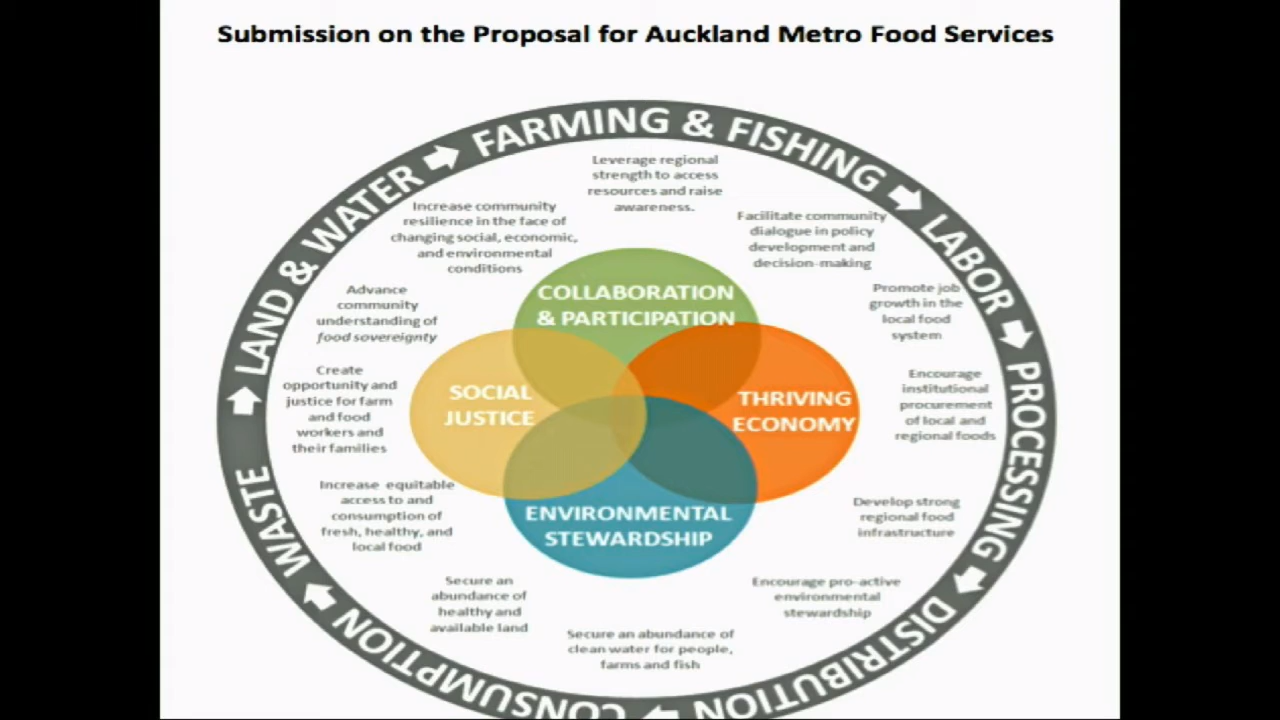 Submission on the Proposal for Auckland Metro Food Services
LAND & WATER
FARMING & FISHING
LABOR
PROCESSING
DISTRIBUTION
CONSUMPTION
WASTE
Leverage regional
strength to access
resources and raise
awareness.
Increase community
resilience in the face of
changing social, economic,
and environmental
conditions
Facilitate community
dialogue in policy
development and
decision-making
Advance
community
understanding of
food sovereignty
Promote job
growth in the
local food
system
Create
opportunity and
justice for farm
and food
workers and
their families
Encourage
institutional
procurement
of local and
regional foods
Increase equitable
access to and
consumption of
fresh, healthy, and
local food
Develop strong
regional food
infrastructure
Secure an
abundance of
healthy and
available land
Encourage pro-active
environmental
stewardship
Secure an abundance of
clean water for people,
farms and fish
COLLABORATION
& PARTICIPATION
SOCIAL
JUSTICE
THRIVING
ECONOMY
ENVIRONMENTAL
STEWARDSHIP